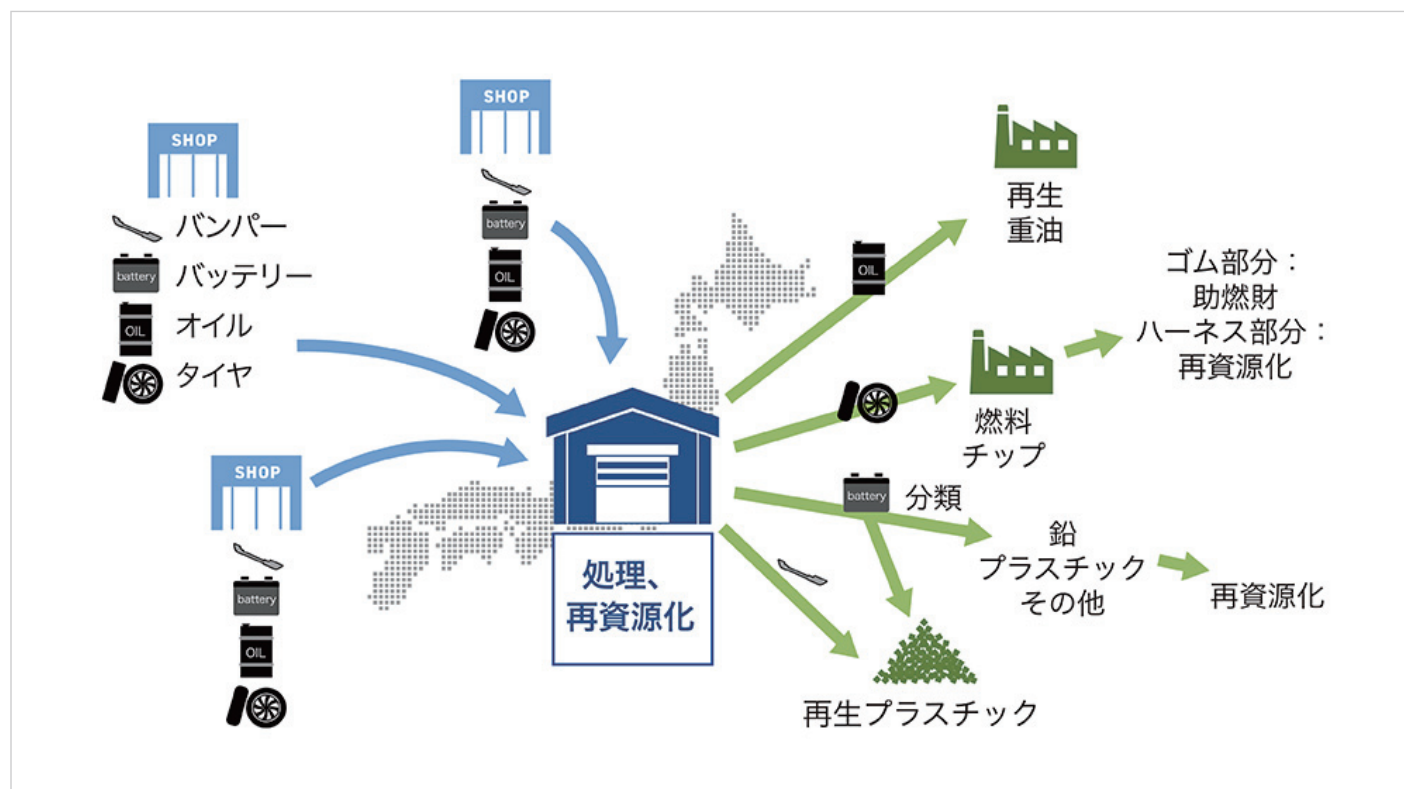 SHOP
バンパー
battery
バッテリー
OIL
オイル
タイヤ
SHOP
battery
OIL
SHOP
battery
OIL
処理、
再資源化
OIL
再生
重油
燃料
チップ
ゴム部分：
助燃財
ハーネス部分：
再資源化
battery
分類
鉛
プラスチック
その他
再資源化
再生プラスチック